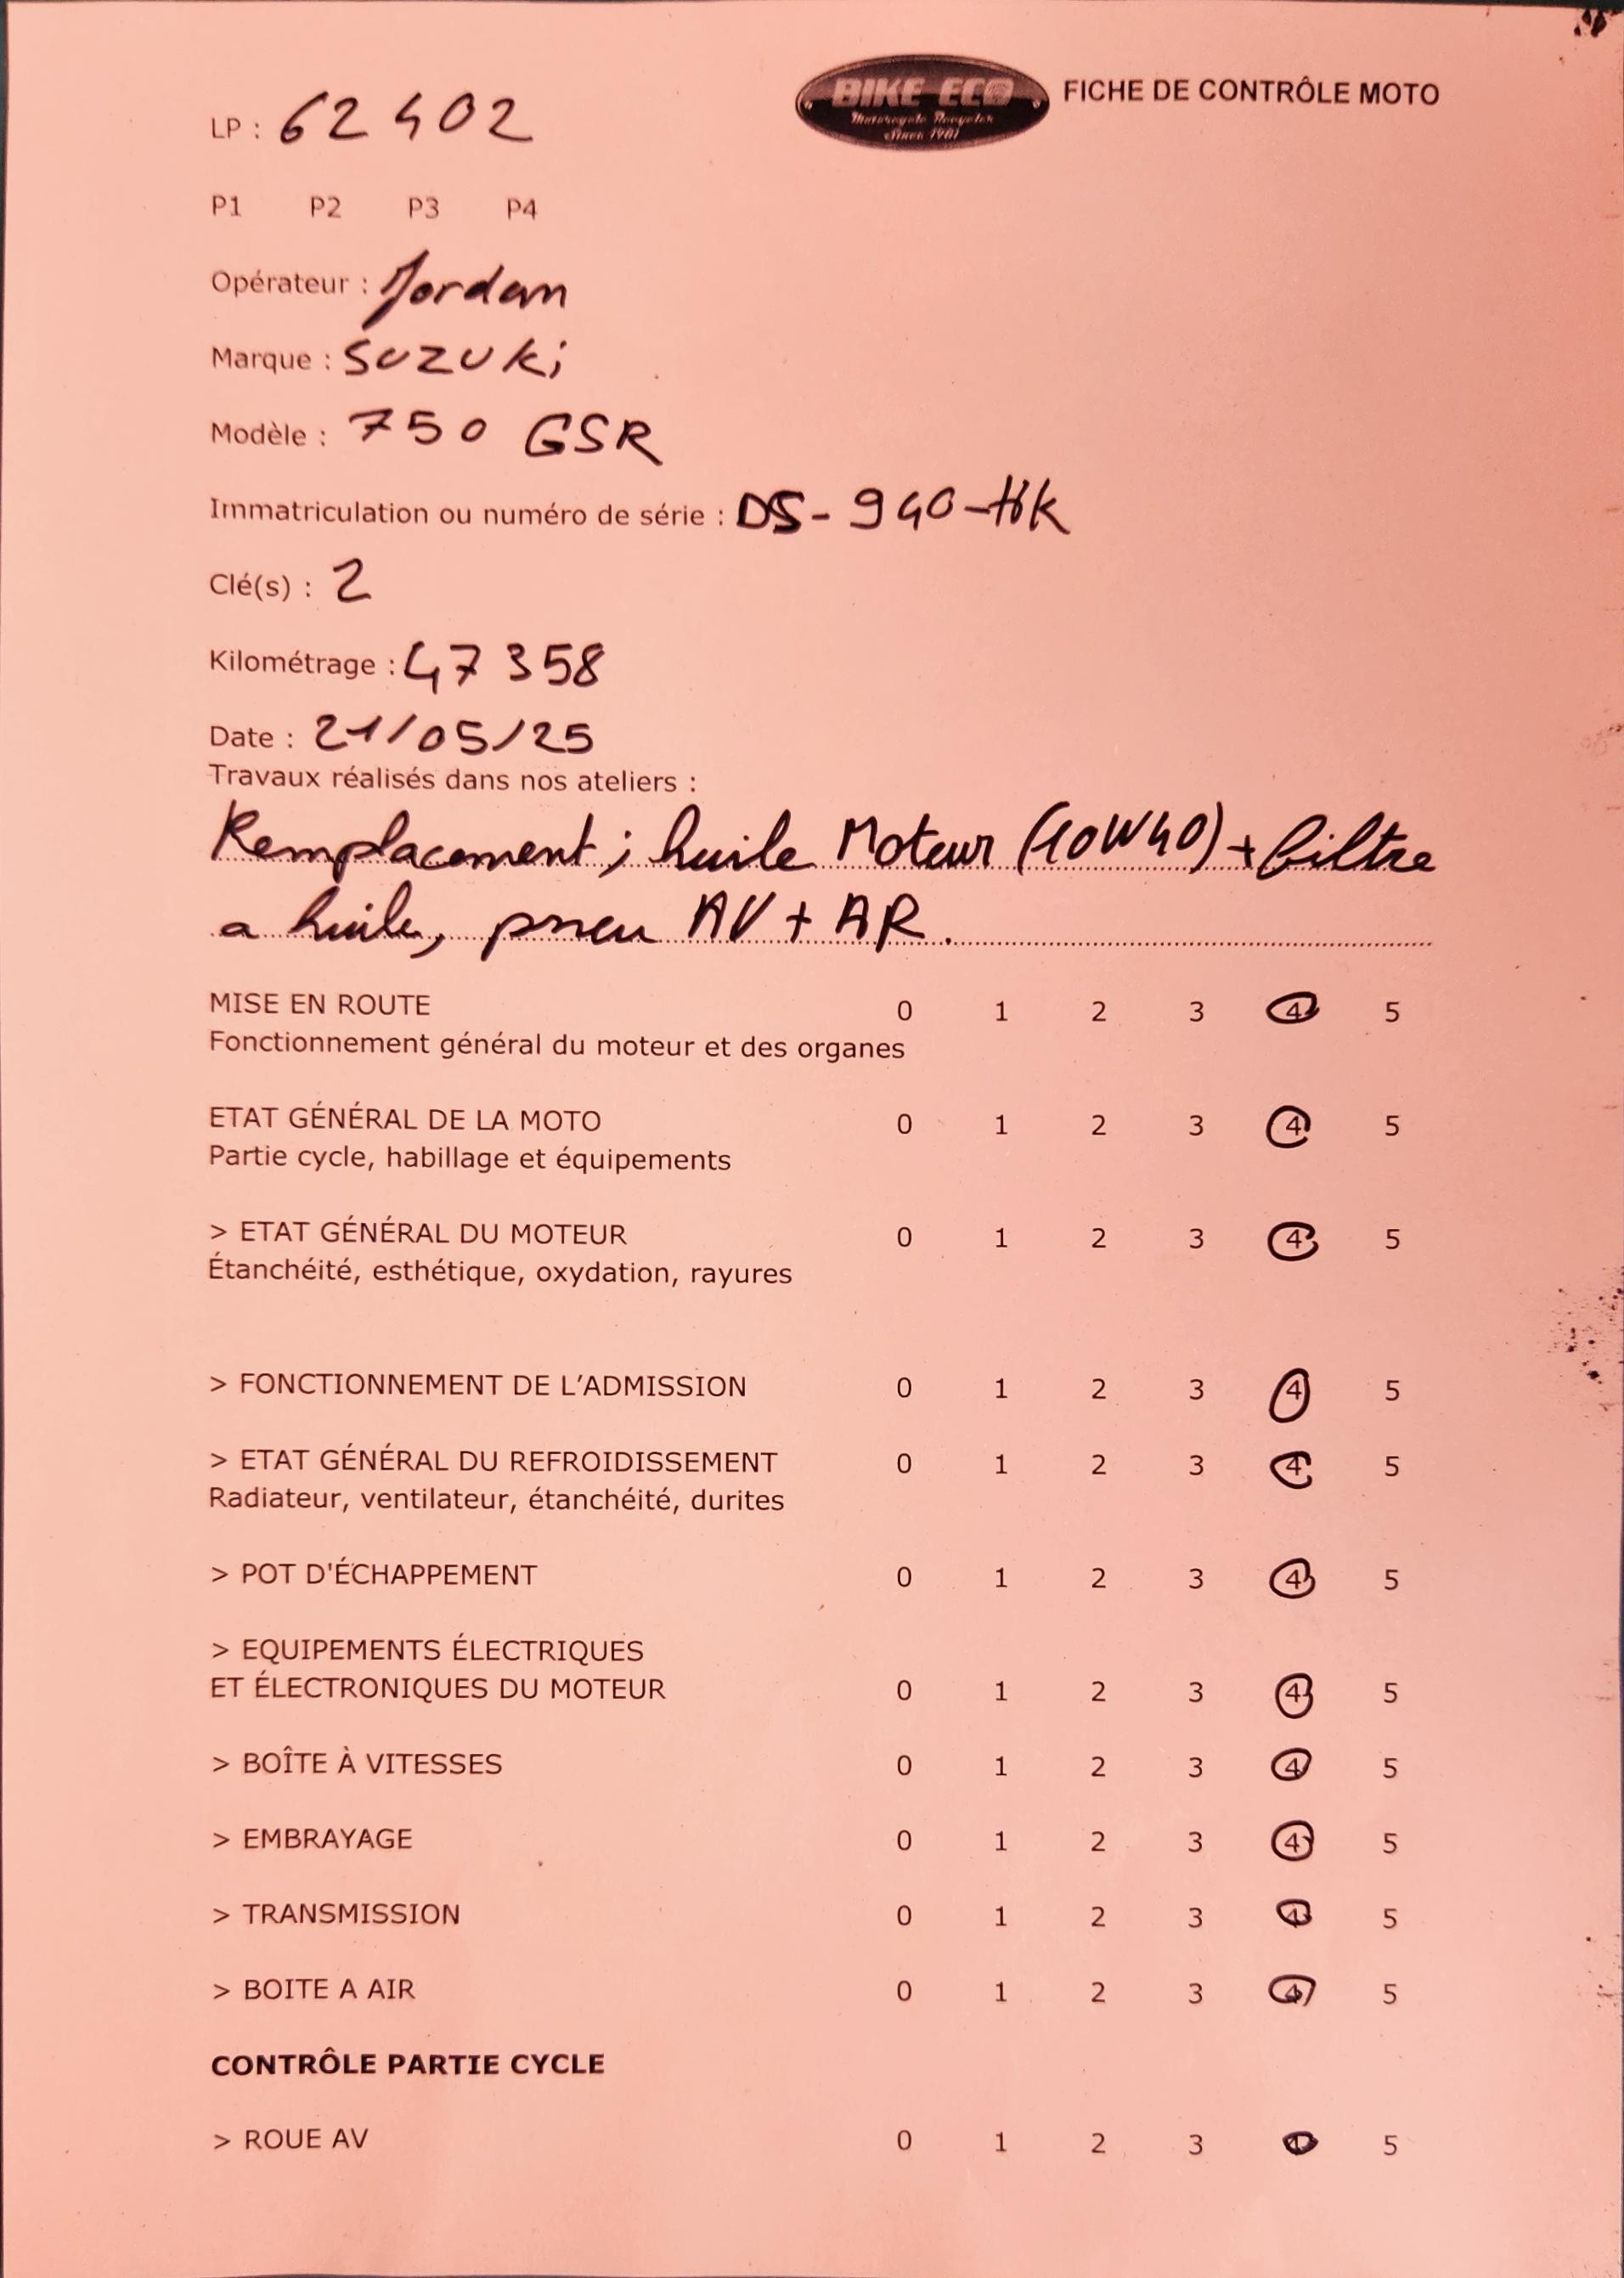 BIKE ECO
Motorcycle Recycler
Since 1981
FICHE DE CONTRÔLE MOTO
LP : 62402
P1 P2 P3 P4
Opérateur : Jordan
Marque : SUZUKi
Modèle : 750 GSR
Immatriculation ou numéro de série : DS-940-HK
Clé(s) : 2
Kilométrage : 47 358
Date : 21/05/25
Travaux réalisés dans nos ateliers :
Remplacement ; huile Moteur (10W40) + filtre
a huile, pneu AV + AR.
MISE EN ROUTE 0 1 2 3 4 5
Fonctionnement général du moteur et des organes
ETAT GÉNÉRAL DE LA MOTO 0 1 2 3 4 5
Partie cycle, habillage et équipements
> ETAT GÉNÉRAL DU MOTEUR 0 1 2 3 4 5
Étanchéité, esthétique, oxydation, rayures
> FONCTIONNEMENT DE L’ADMISSION 0 1 2 3 4 5
> ETAT GÉNÉRAL DU REFROIDISSEMENT 0 1 2 3 4 5
Radiateur, ventilateur, étanchéité, durites
> POT D'ÉCHAPPEMENT 0 1 2 3 4 5
> EQUIPEMENTS ÉLECTRIQUES
ET ÉLECTRONIQUES DU MOTEUR 0 1 2 3 4 5
> BOÎTE À VITESSES 0 1 2 3 4 5
> EMBRAYAGE 0 1 2 3 4 5
> TRANSMISSION 0 1 2 3 4 5
> BOITE A AIR 0 1 2 3 4 5
CONTRÔLE PARTIE CYCLE
> ROUE AV 0 1 2 3 4 5